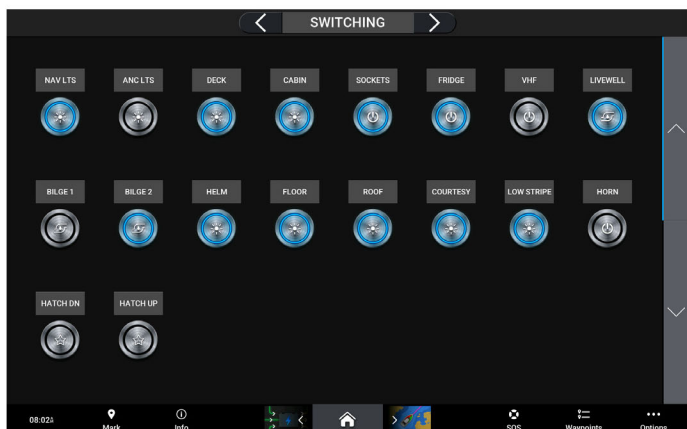 SWITCHING
NAV LTS
ANC LTS
DECK
CABIN
SOCKETS
FRIDGE
VHF
LIVEWELL
BILGE 1
BILGE 2
HELM
FLOOR
ROOF
COURTESY
LOW STRIPE
HORN
HATCH DN
HATCH UP
08:02
Mark
Info
SOS
Waypoints
Options